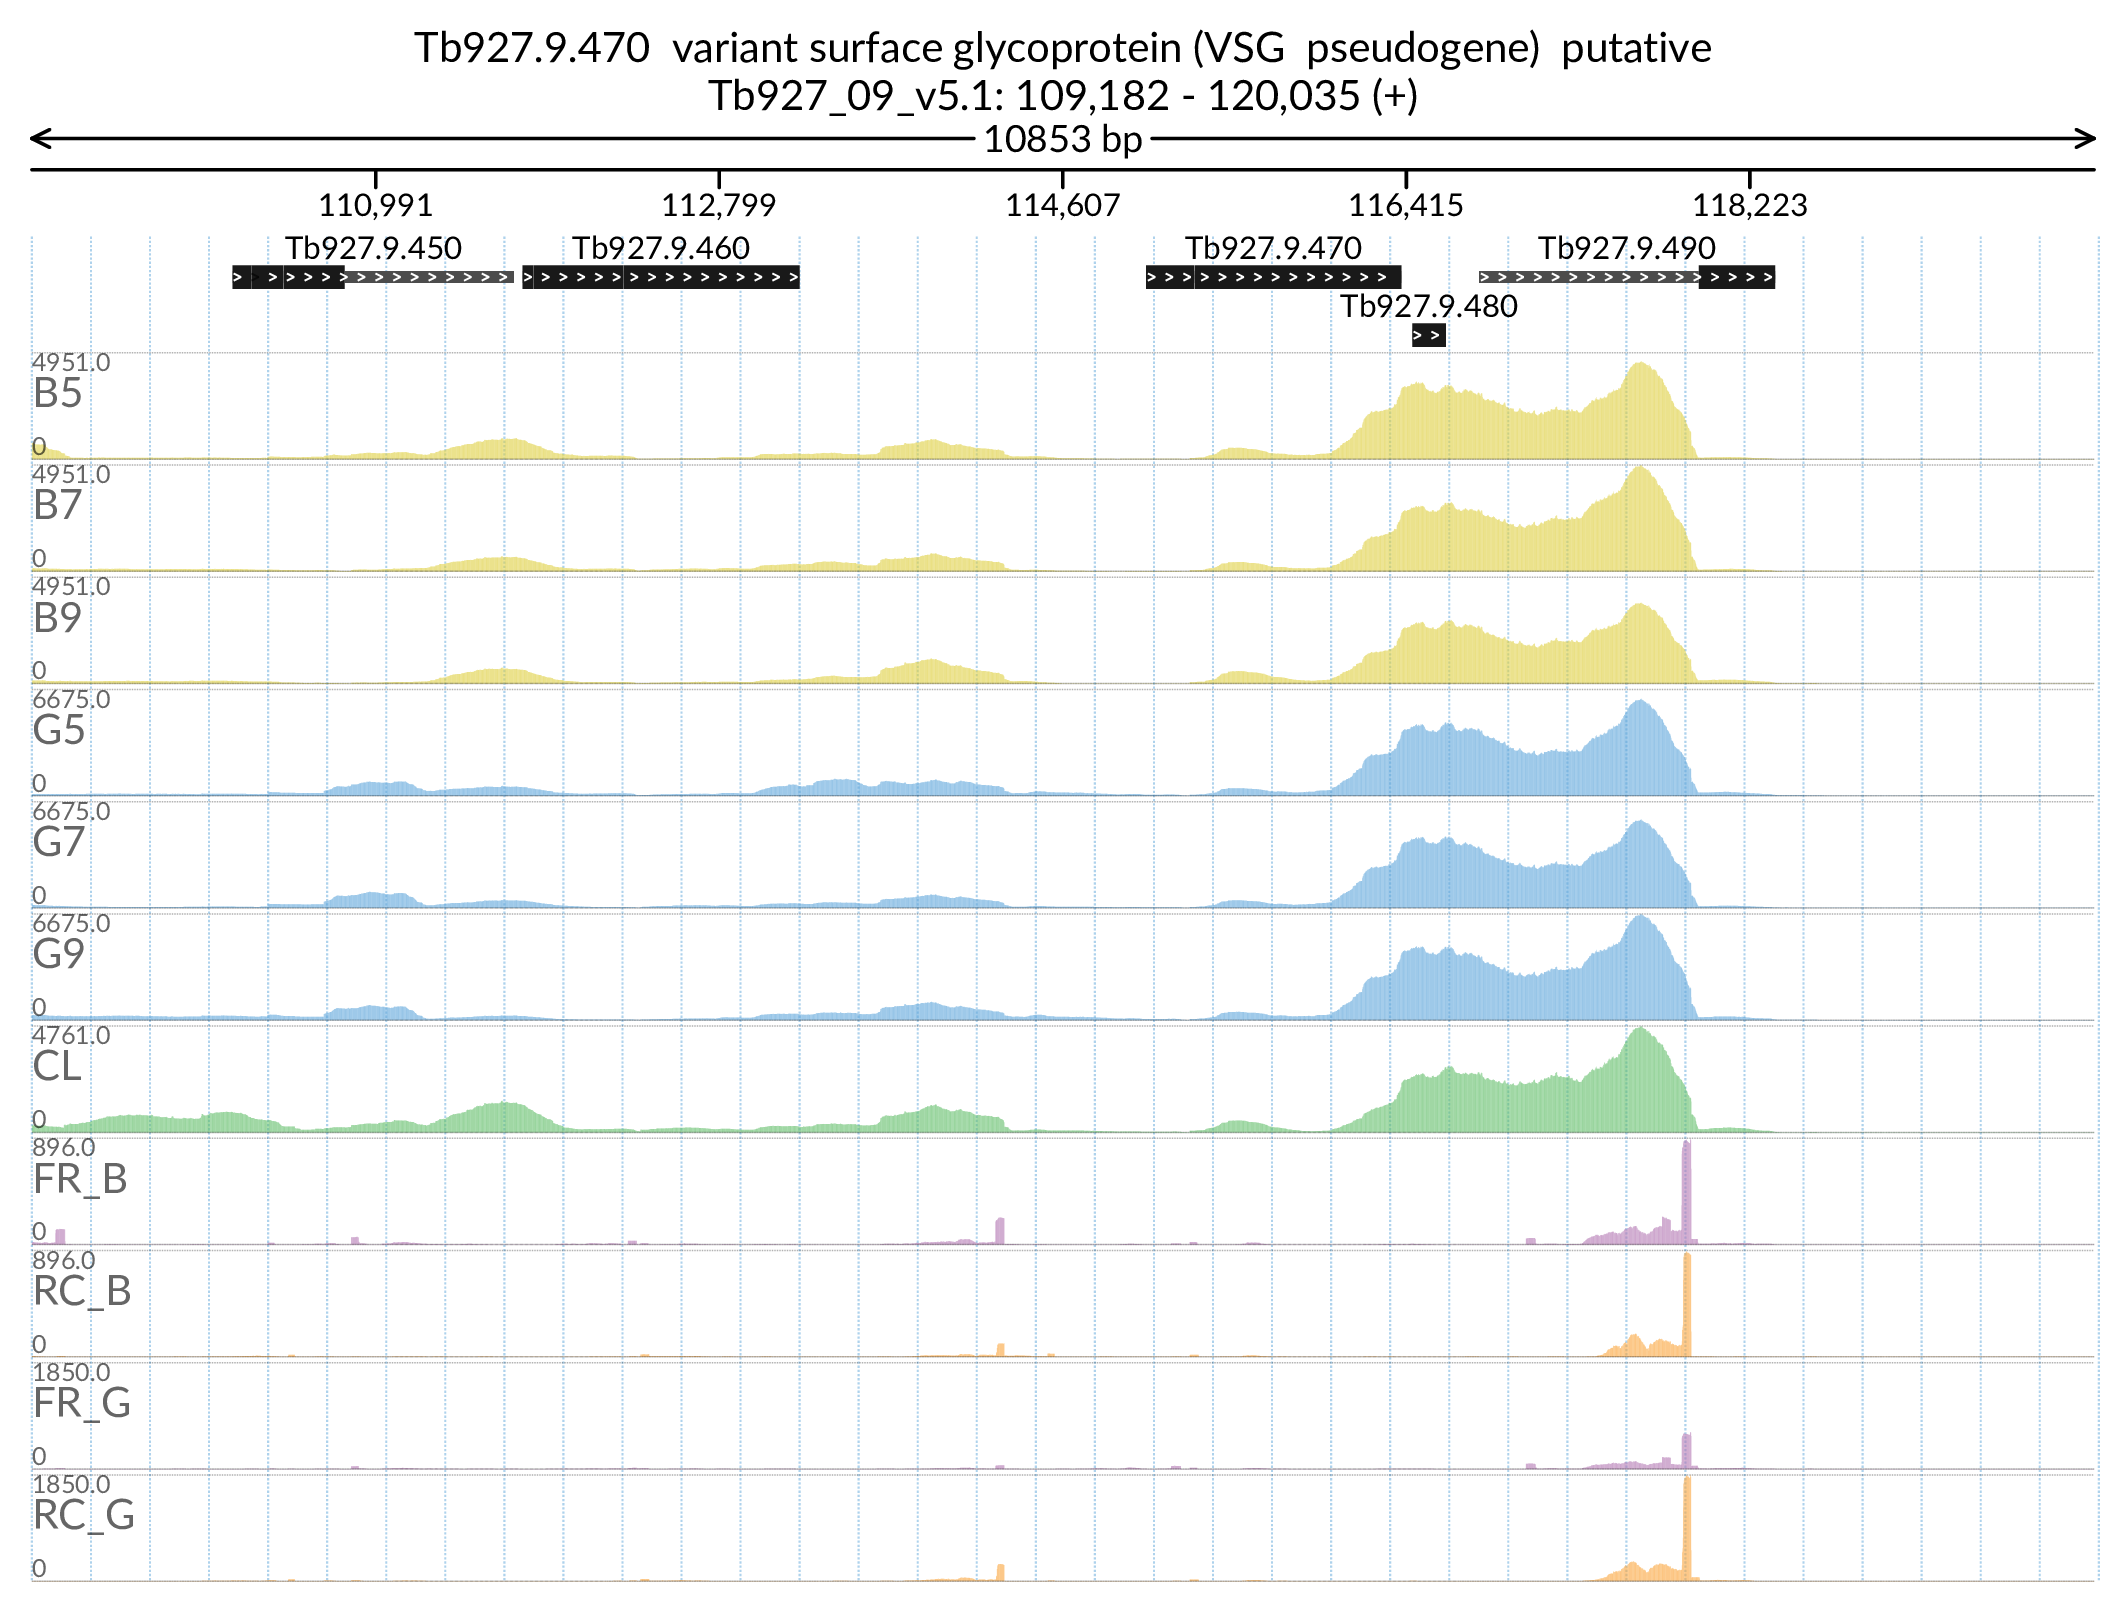 Tb927.9.470 variant surface glycoprotein (VSG pseudogene) putative
Tb927_09_v5.1: 109,182 - 120,035 (+)
10853 bp
110,991 112,799 114,607 116,415 118,223
Tb927.9.450 Tb927.9.460 Tb927.9.470 Tb927.9.490
Tb927.9.480
4951.0
B5
0
4951.0
B7
0
4951.0
B9
0
6675.0
G5
0
6675.0
G7
0
6675.0
G9
0
4761.0
CL
0
896.0
FR_B
0
896.0
RC_B
0
1850.0
FR_G
0
1850.0
RC_G
0